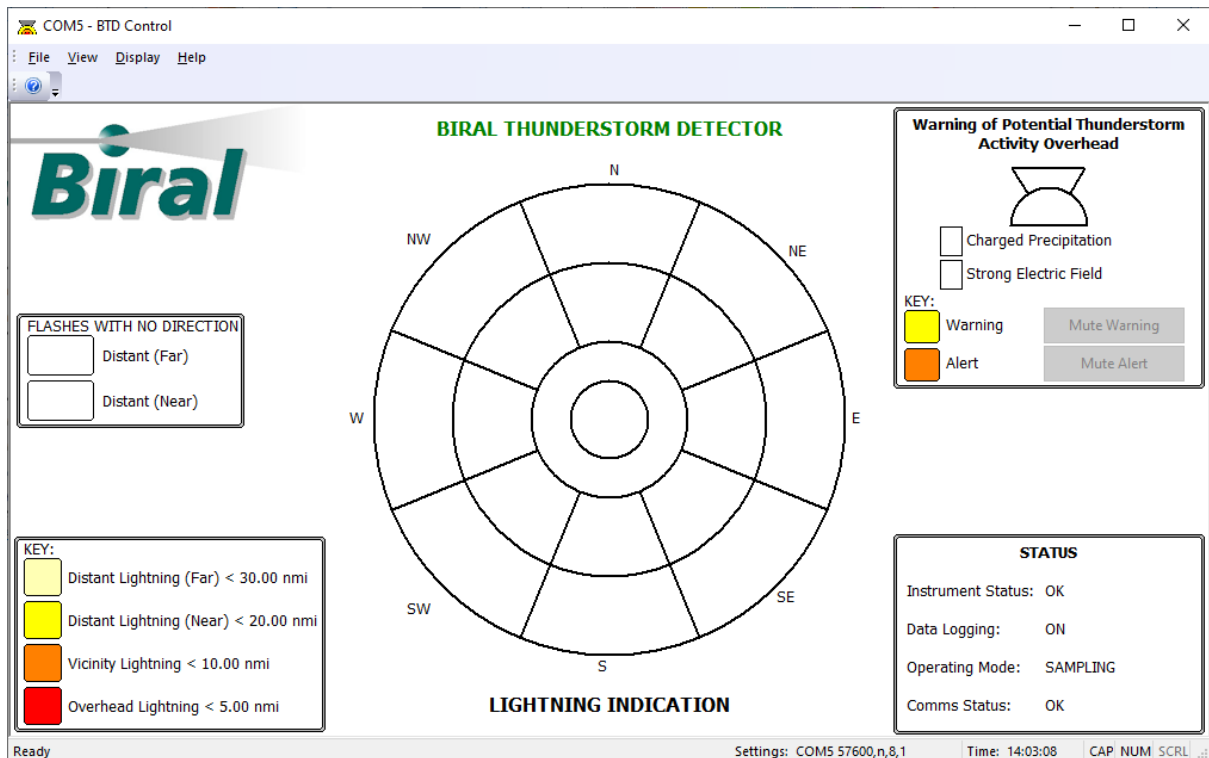 COM5 - BTD Control
File View Display Help
Biral
BIRAL THUNDERSTORM DETECTOR
N
NW
NE
W
E
SW
SE
S
LIGHTNING INDICATION
FLASHES WITH NO DIRECTION
Distant (Far)
Distant (Near)
KEY:
Distant Lightning (Far) < 30.00 nmi
Distant Lightning (Near) < 20.00 nmi
Vicinity Lightning < 10.00 nmi
Overhead Lightning < 5.00 nmi
Warning of Potential Thunderstorm
Activity Overhead
Charged Precipitation
Strong Electric Field
KEY:
Warning Mute Warning
Alert Mute Alert
STATUS
Instrument Status: OK
Data Logging: ON
Operating Mode: SAMPLING
Comms Status: OK
Ready Settings: COM5 57600,n,8,1 Time: 14:03:08 CAP NUM SCRL